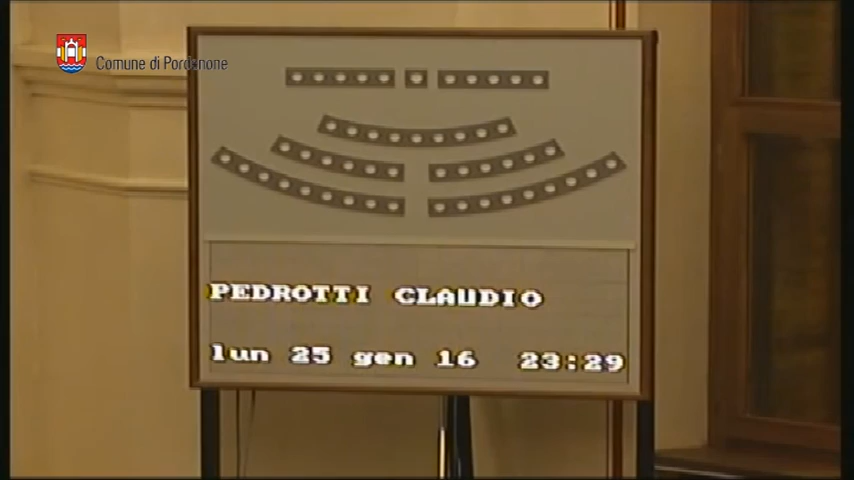 Comune di Pordenone
PEDROTTI CLAUDIO
lun 25 gen 16 23:29